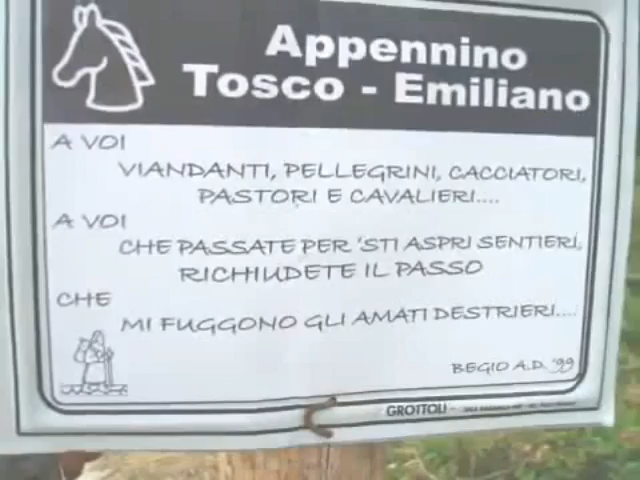 Appennino
Tosco - Emiliano
A VOI
VIANDANTI, PELLEGRINI, CACCIATORI,
PASTORI E CAVALIERI....
A VOI
CHE PASSATE PER 'STI ASPRI SENTIERI,
RICHIUDETE IL PASSO
CHE
MI FUGGONO GLI AMATI DESTRIERI....
BEGIO A.D. '99
GROTTOLI -